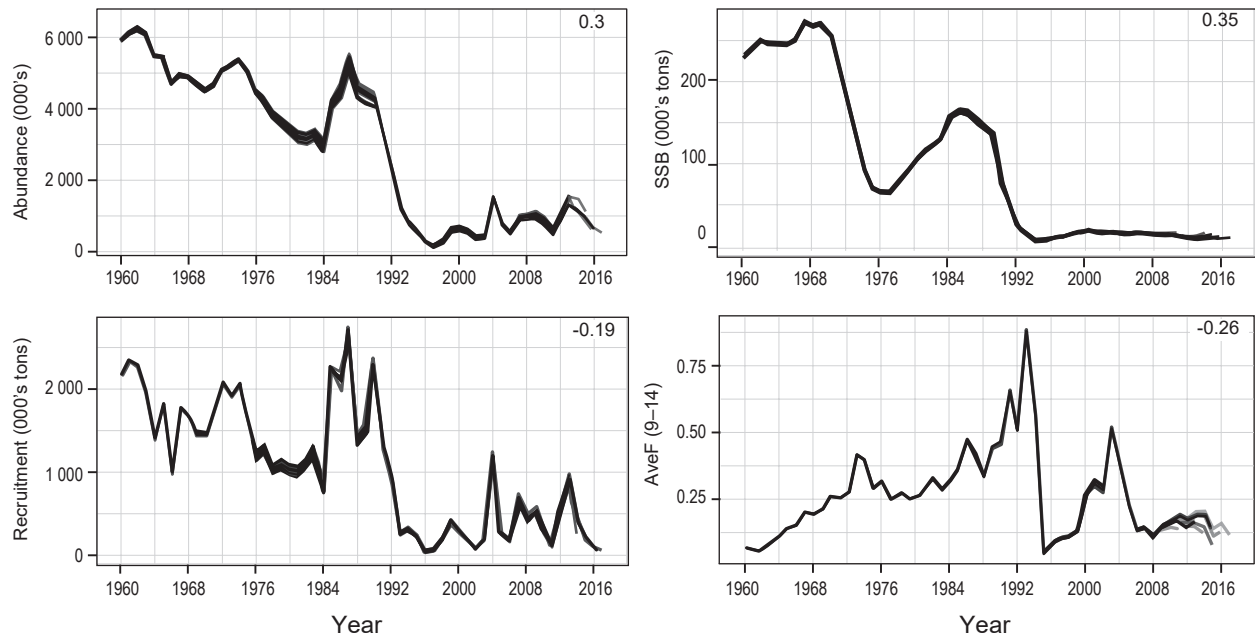 0.3
Abundance (000's)
6 000
4 000
2 000
0
1960 1968 1976 1984 1992 2000 2008 2016
0.35
SSB (000's tons)
200
100
0
1960 1968 1976 1984 1992 2000 2008 2016
-0.19
Recruitment (000's tons)
2 000
1 000
0
1960 1968 1976 1984 1992 2000 2008 2016
Year
-0.26
AveF (9–14)
0.75
0.50
0.25
1960 1968 1976 1984 1992 2000 2008 2016
Year